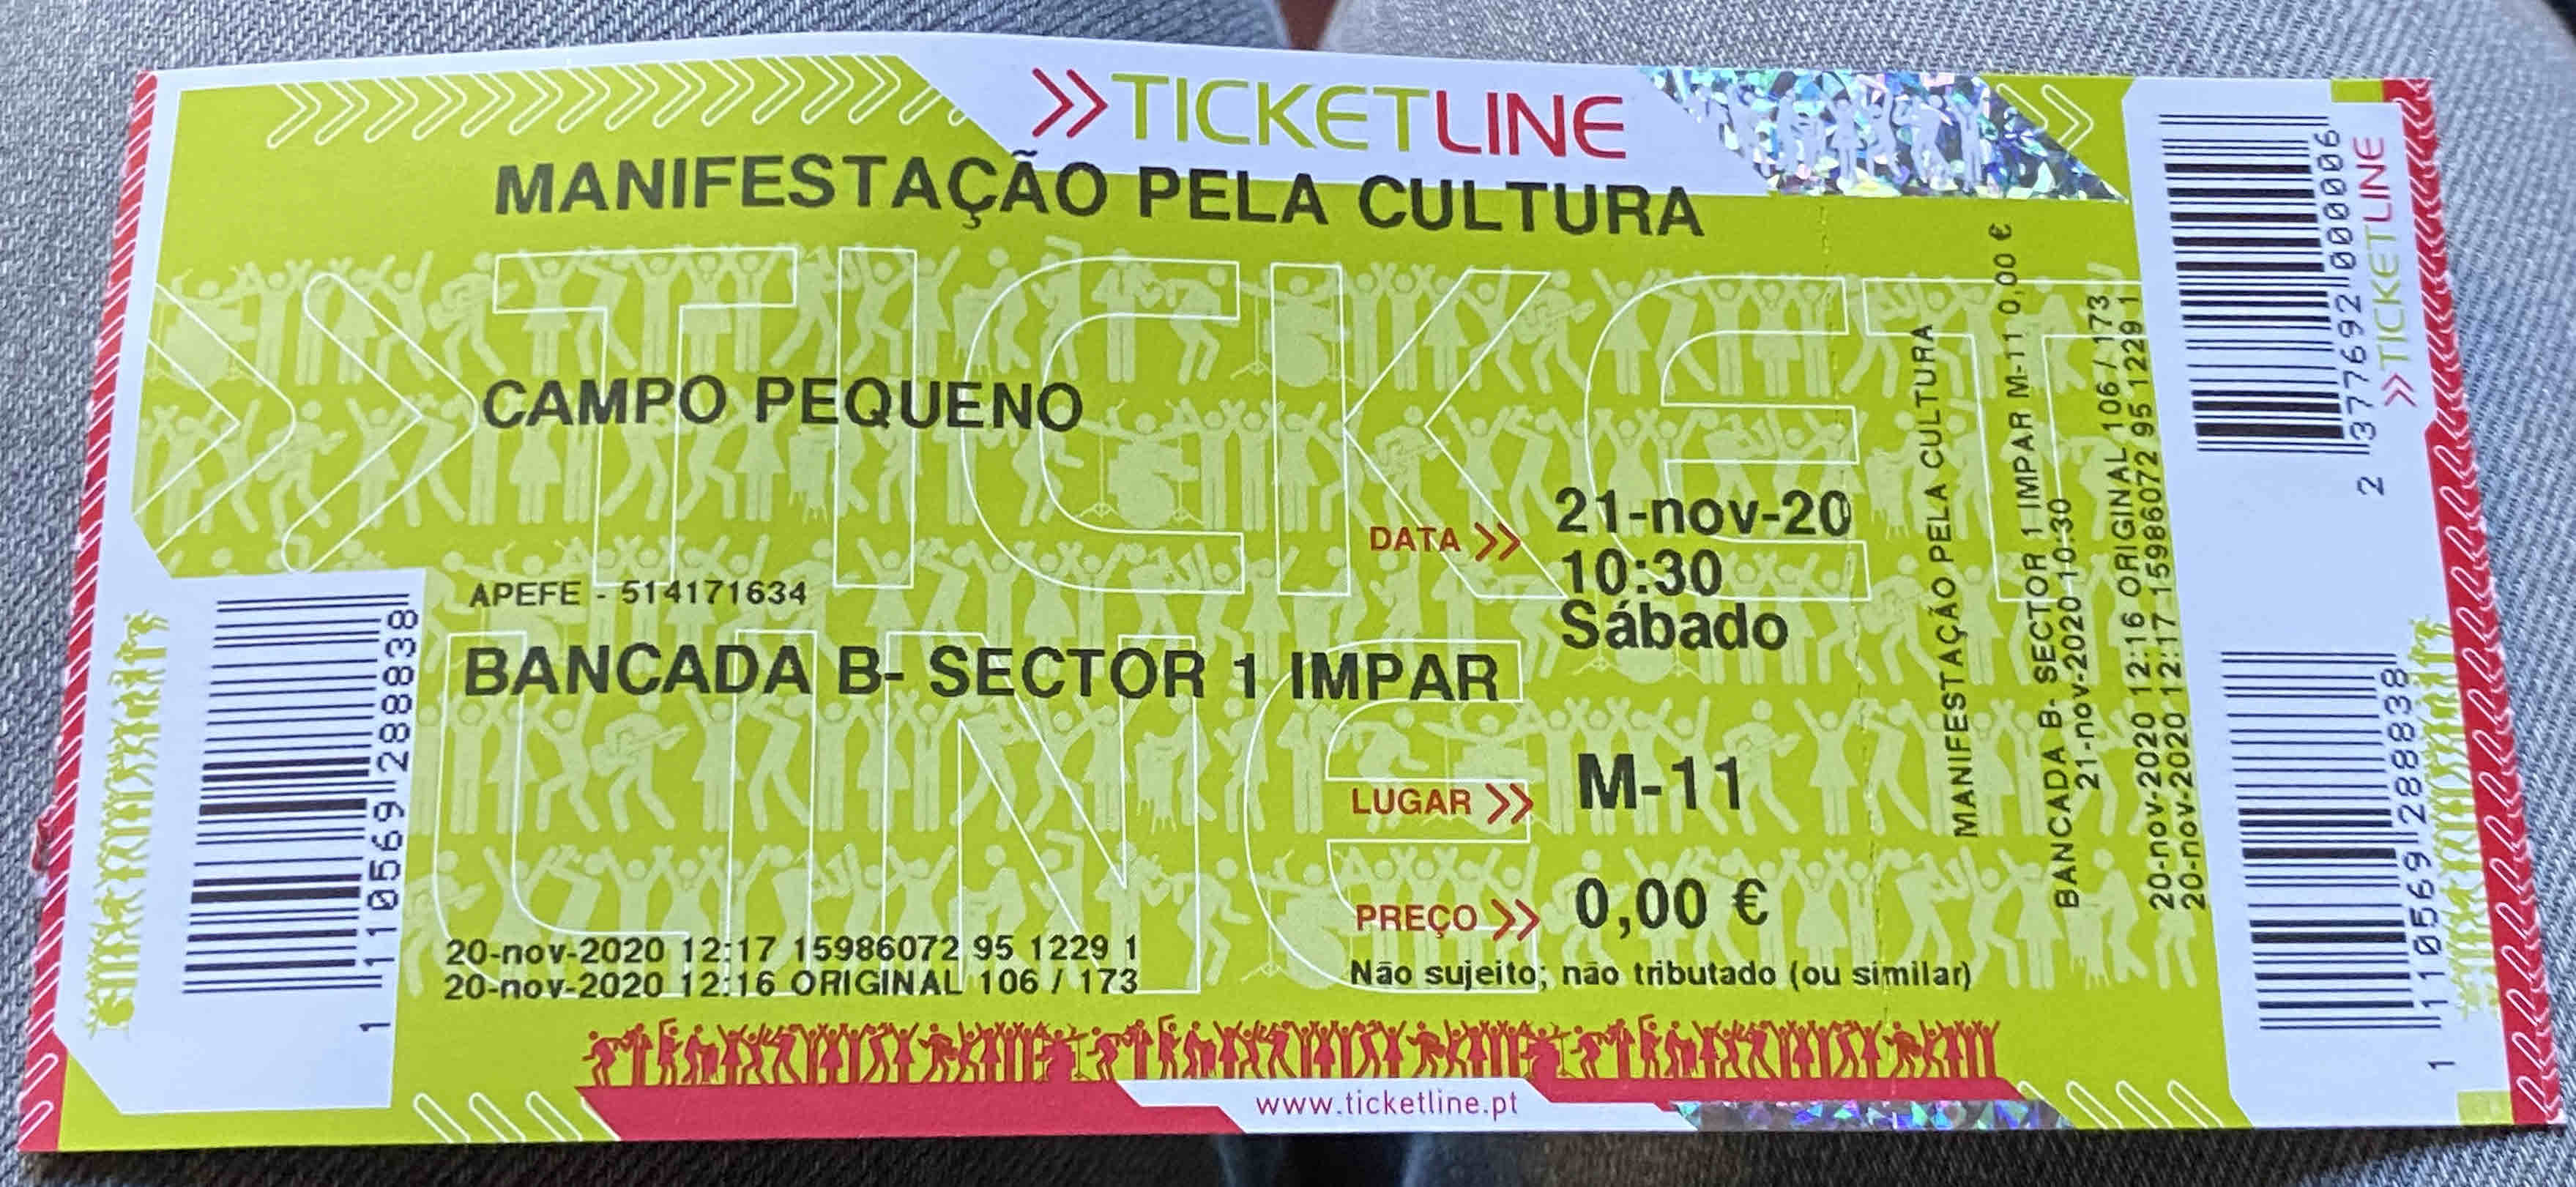 >>TICKETLINE
MANIFESTAÇÃO PELA CULTURA
CAMPO PEQUENO
DATA >> 21-nov-20
10:30
Sábado
APEFE - 514171634
BANCADA B- SECTOR 1 IMPAR
LUGAR >> M-11
PREÇO >> 0,00 €
20-nov-2020 12:17 15986072 95 1229 1
20-nov-2020 12:16 ORIGINAL 106 / 173
Não sujeito; não tributado (ou similar)
www.ticketline.pt
1 110569 288838
TICKET
LINE
MANIFESTAÇÃO PELA CULTURA
BANCADA B- SECTOR 1 IMPAR M-11 0,00 €
21-nov-2020 10:30
20-nov-2020 12:16 ORIGINAL 106 / 173
20-nov-2020 12:17 15986072 95 1229 1
2 377692 000006
>>TICKETLINE
1 110569 288838